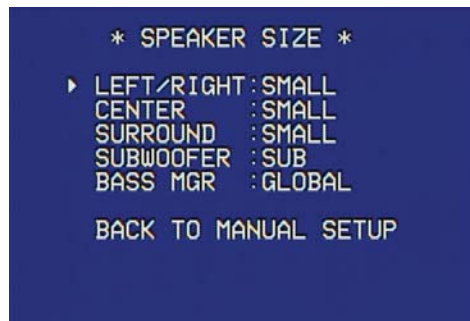 * SPEAKER SIZE *
LEFT/RIGHT:SMALL
CENTER :SMALL
SURROUND :SMALL
SUBWOOFER :SUB
BASS MGR :GLOBAL
BACK TO MANUAL SETUP